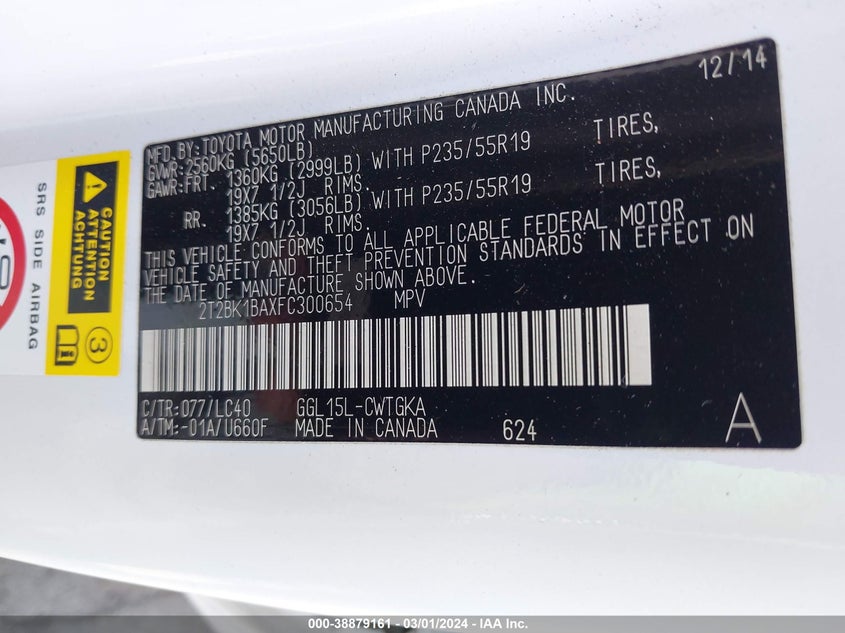 12/14
MFD.BY:TOYOTA MOTOR MANUFACTURING CANADA INC.
GVWR:2560KG (5650LB)
GAWR:FRT. 1360KG (2999LB) WITH P235/55R19 TIRES,
19X7 1/2J RIMS.
RR. 1385KG (3056LB) WITH P235/55R19 TIRES,
19X7 1/2J RIMS.
THIS VEHICLE CONFORMS TO ALL APPLICABLE FEDERAL MOTOR
VEHICLE SAFETY AND THEFT PREVENTION STANDARDS IN EFFECT ON
THE DATE OF MANUFACTURE SHOWN ABOVE.
2T2BK1BAXFC300654 MPV
C/TR:077/LC40 GGL15L-CWTGKA
A/TM:-01A/U660F MADE IN CANADA 624
A
CAUTION
ATTENTION
ACHTUNG
3
SRS SIDE AIRBAG
000-38879161 - 03/01/2024 - IAA Inc.